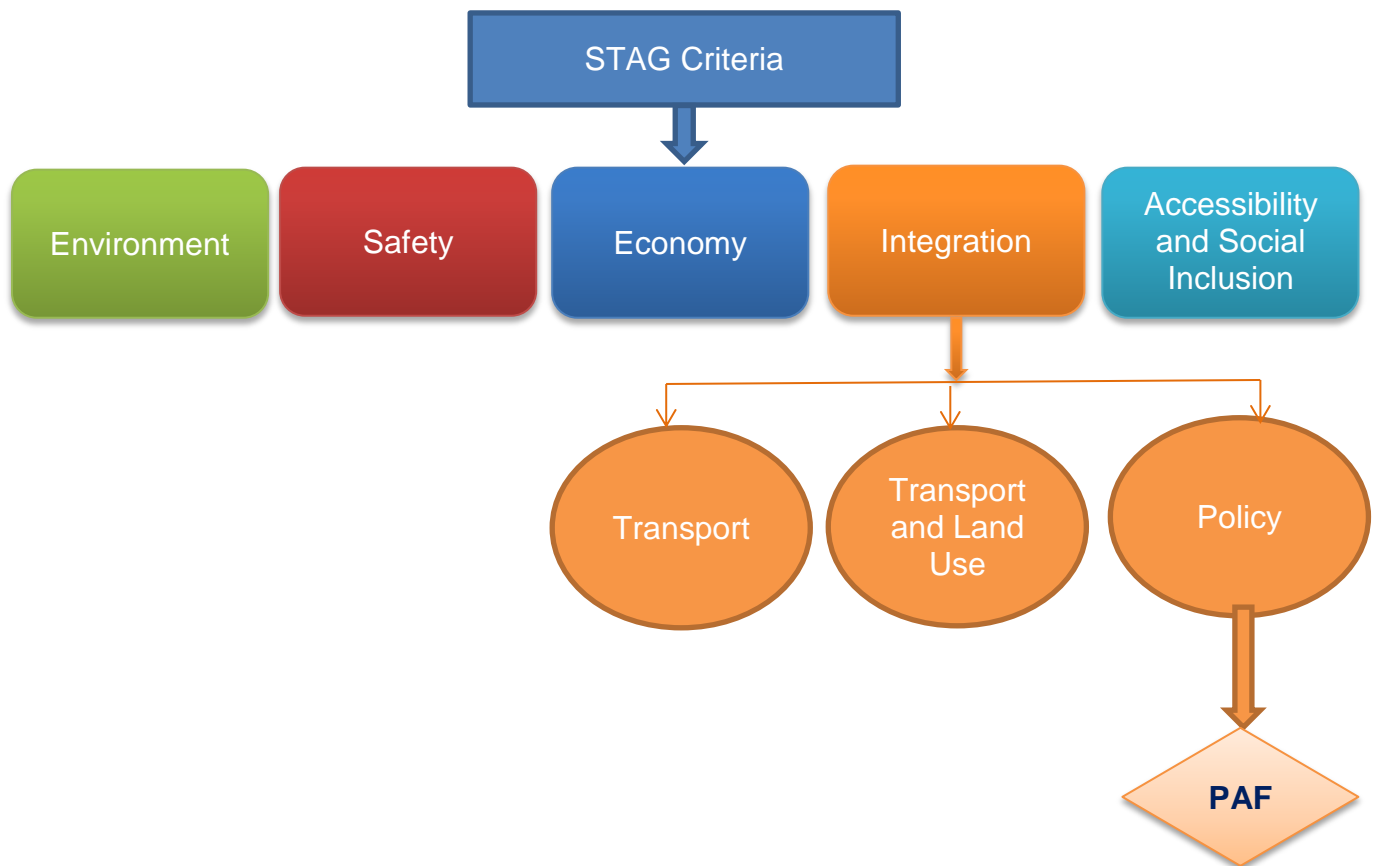 STAG Criteria
Environment
Safety
Economy
Integration
Accessibility
and Social
Inclusion
Transport
Transport
and Land
Use
Policy
PAF